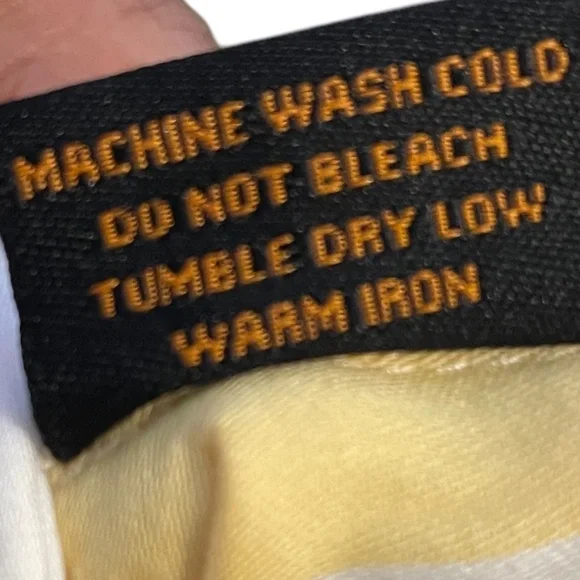 MACHINE WASH COLD
DO NOT BLEACH
TUMBLE DRY LOW
WARM IRON